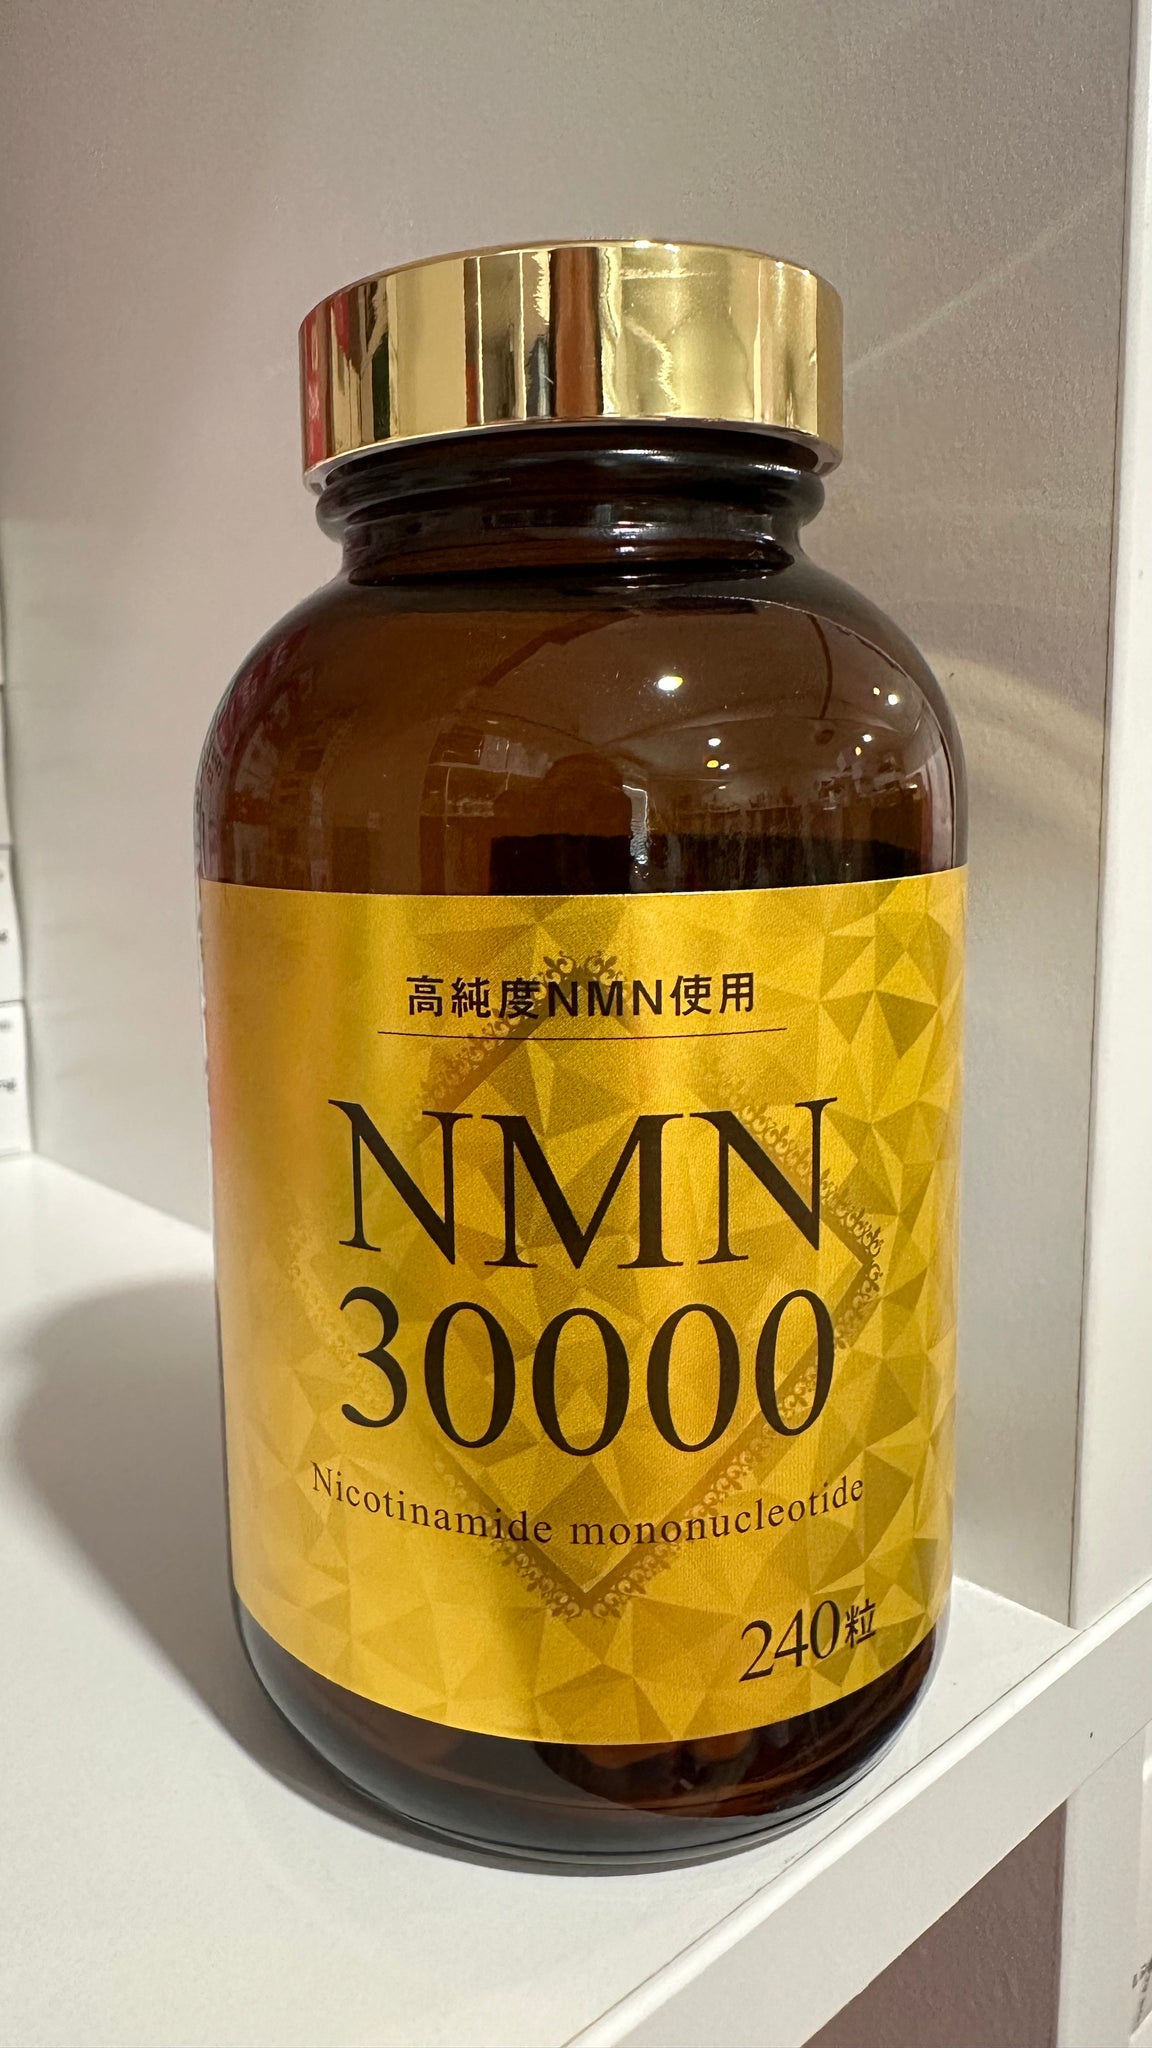 高純度NMN使用
NMN
30000
Nicotinamide mononucleotide
240粒